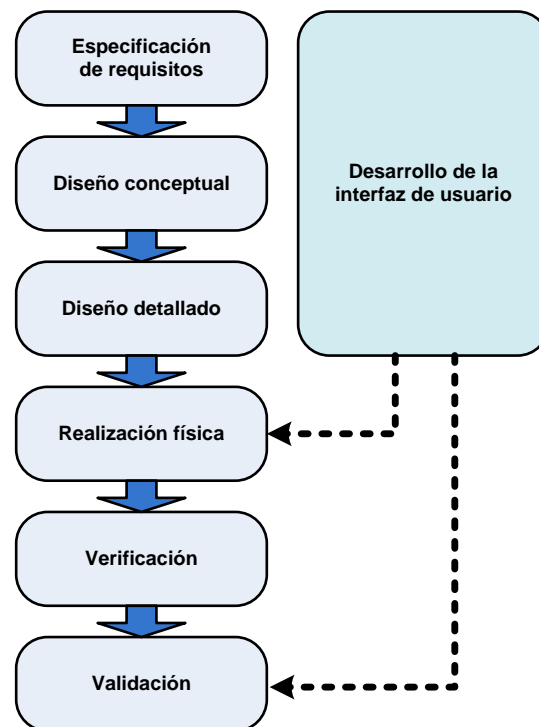 Especificación
de requisitos
Diseño conceptual
Diseño detallado
Realización física
Verificación
Validación
Desarrollo de la
interfaz de usuario